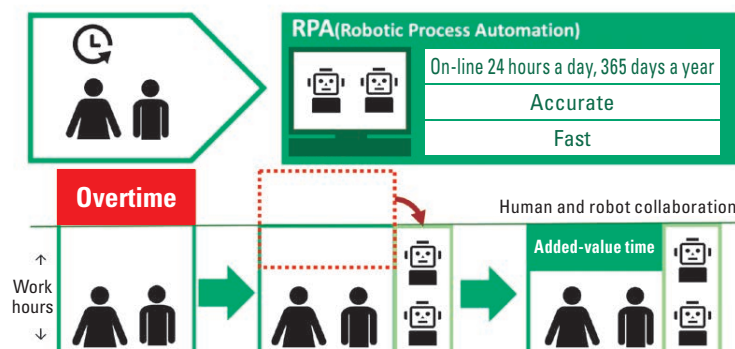 RPA(Robotic Process Automation)
On-line 24 hours a day, 365 days a year
Accurate
Fast
Overtime
Human and robot collaboration
Added-value time
Work
hours